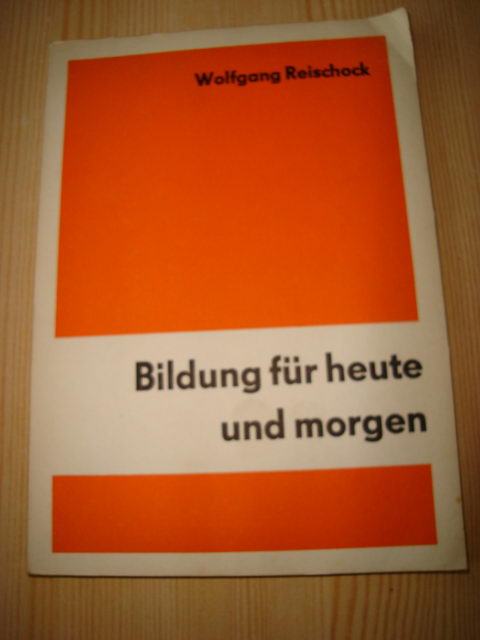 Wolfgang Reischock
Bildung für heute
und morgen